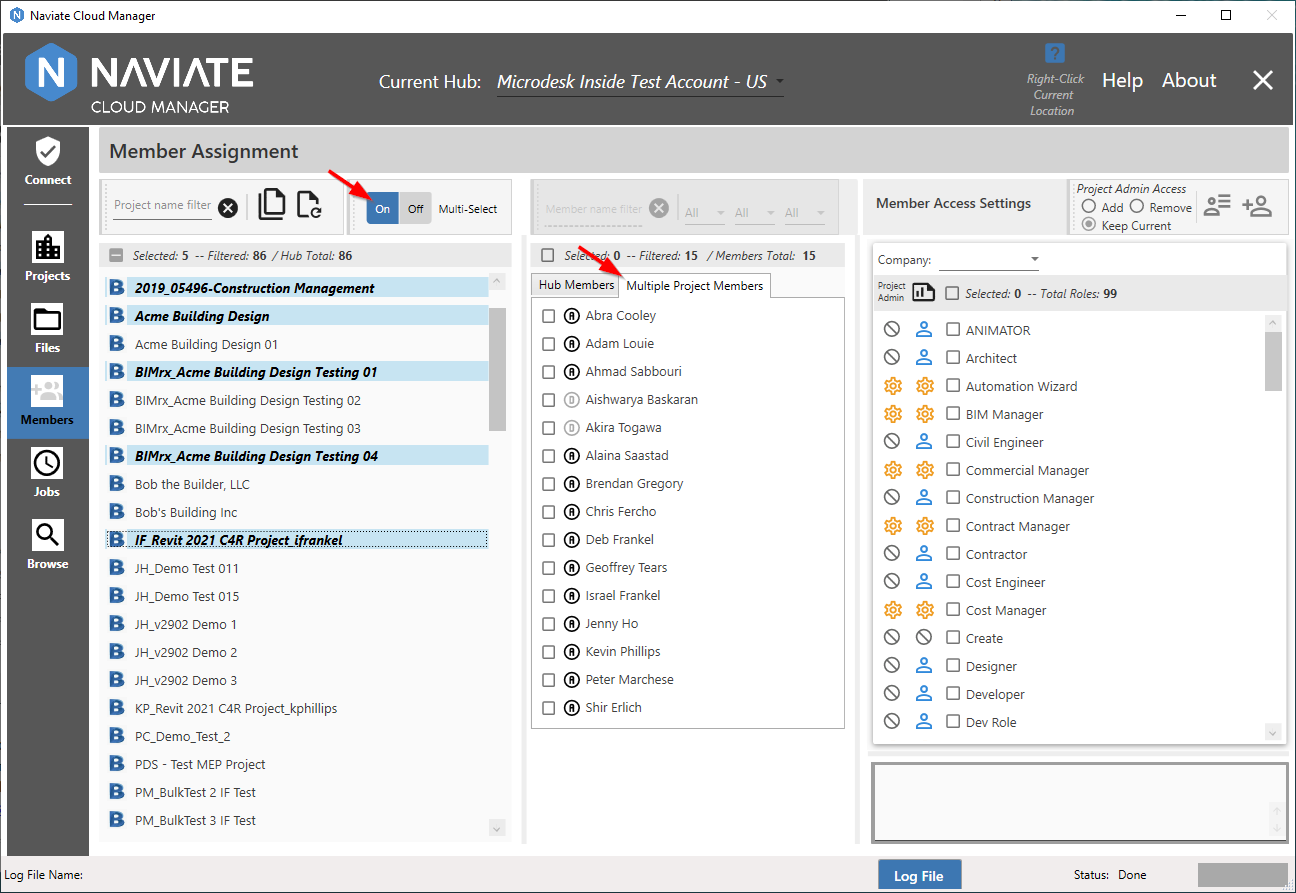 Naviate Cloud Manager
N NAVIATE
CLOUD MANAGER
Current Hub: Microdesk Inside Test Account - US
?
Right-Click
Current
Location
Help About
Connect
Projects
Files
Members
Jobs
Browse
Member Assignment
Project name filter
On Off Multi-Select
Selected: 5 -- Filtered: 86 / Hub Total: 86
B 2019_05496-Construction Management
B Acme Building Design
B Acme Building Design 01
B BIMrx_Acme Building Design Testing 01
B BIMrx_Acme Building Design Testing 02
B BIMrx_Acme Building Design Testing 03
B BIMrx_Acme Building Design Testing 04
B Bob the Builder, LLC
B Bob's Building Inc
B IF_Revit 2021 C4R Project_ifrankel
B JH_Demo Test 011
B JH_Demo Test 015
B JH_v2902 Demo 1
B JH_v2902 Demo 2
B JH_v2902 Demo 3
B KP_Revit 2021 C4R Project_kphillips
B PC_Demo_Test_2
B PDS - Test MEP Project
B PM_BulkTest 2 IF Test
B PM_BulkTest 3 IF Test
Member name filter All All All
Selected: 0 -- Filtered: 15 / Members Total: 15
Hub Members Multiple Project Members
A Abra Cooley
A Adam Louie
A Ahmad Sabbouri
D Aishwarya Baskaran
D Akira Togawa
A Alaina Saastad
A Brendan Gregory
A Chris Fercho
A Deb Frankel
A Geoffrey Tears
A Israel Frankel
A Jenny Ho
A Kevin Phillips
A Peter Marchese
A Shir Erlich
Member Access Settings
Project Admin Access
Add Remove
Keep Current
Company:
Project
Admin
Selected: 0 -- Total Roles: 99
ANIMATOR
Architect
Automation Wizard
BIM Manager
Civil Engineer
Commercial Manager
Construction Manager
Contract Manager
Contractor
Cost Engineer
Cost Manager
Create
Designer
Developer
Dev Role
Log File Name:
Log File
Status: Done